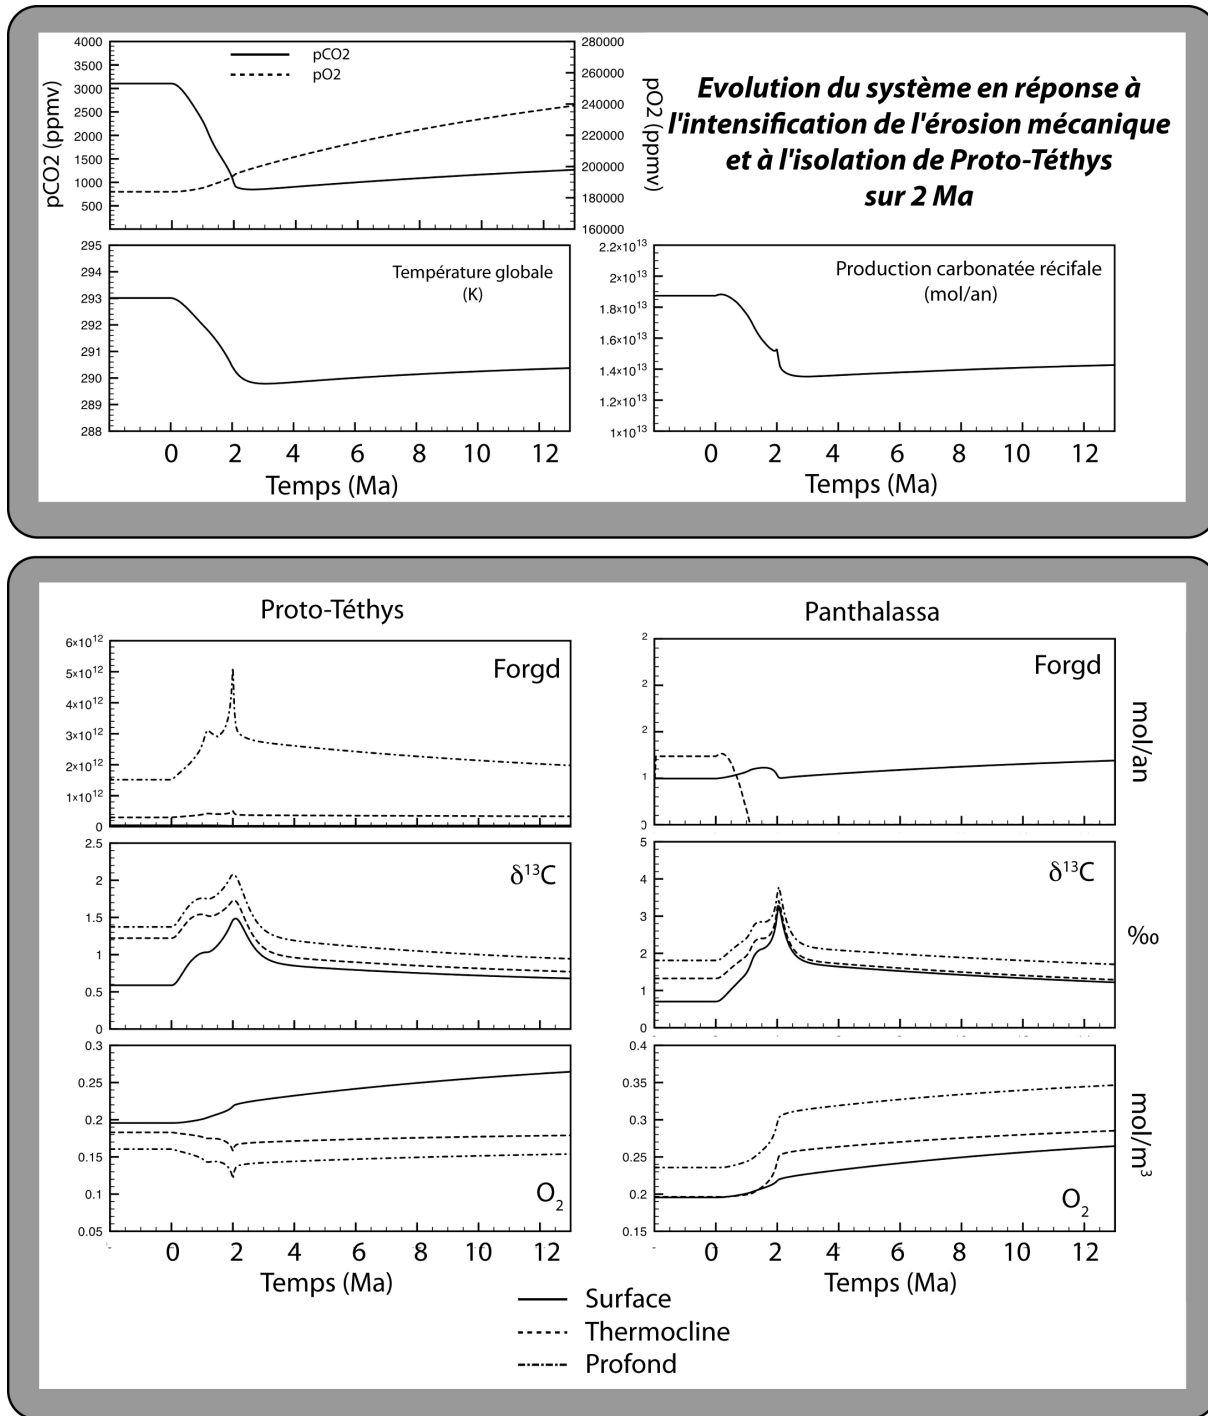 4000
3500
3000
2500
2000
1500
1000
500
pCO2 (ppmv)
pCO2
pO2
280000
260000
240000
220000
200000
180000
160000
pO2 (ppmv)
Evolution du système en réponse à
l'intensification de l'érosion mécanique
et à l'isolation de Proto-Téthys
sur 2 Ma
295
294
293
292
291
290
289
288
Température globale
(K)
0 2 4 6 8 10 12
Temps (Ma)
2.2x10¹³
2x10¹³
1.8x10¹³
1.6x10¹³
1.4x10¹³
1.2x10¹³
1x10¹³
Production carbonatée récifale
(mol/an)
0 2 4 6 8 10 12
Temps (Ma)
Proto-Téthys
6x10¹²
5x10¹²
4x10¹²
3x10¹²
2x10¹²
1x10¹²
0
Forgd
2.5
2
1.5
1
0.5
0
δ¹³C
0.3
0.25
0.2
0.15
0.1
0.05
O₂
0 2 4 6 8 10 12
Temps (Ma)
Panthalassa
2
2
2
1
Forgd
mol/an
5
4
3
2
1
0
δ¹³C
‰
0.4
0.35
0.3
0.25
0.2
0.15
O₂
mol/m³
0 2 4 6 8 10 12
Temps (Ma)
Surface
Thermocline
Profond